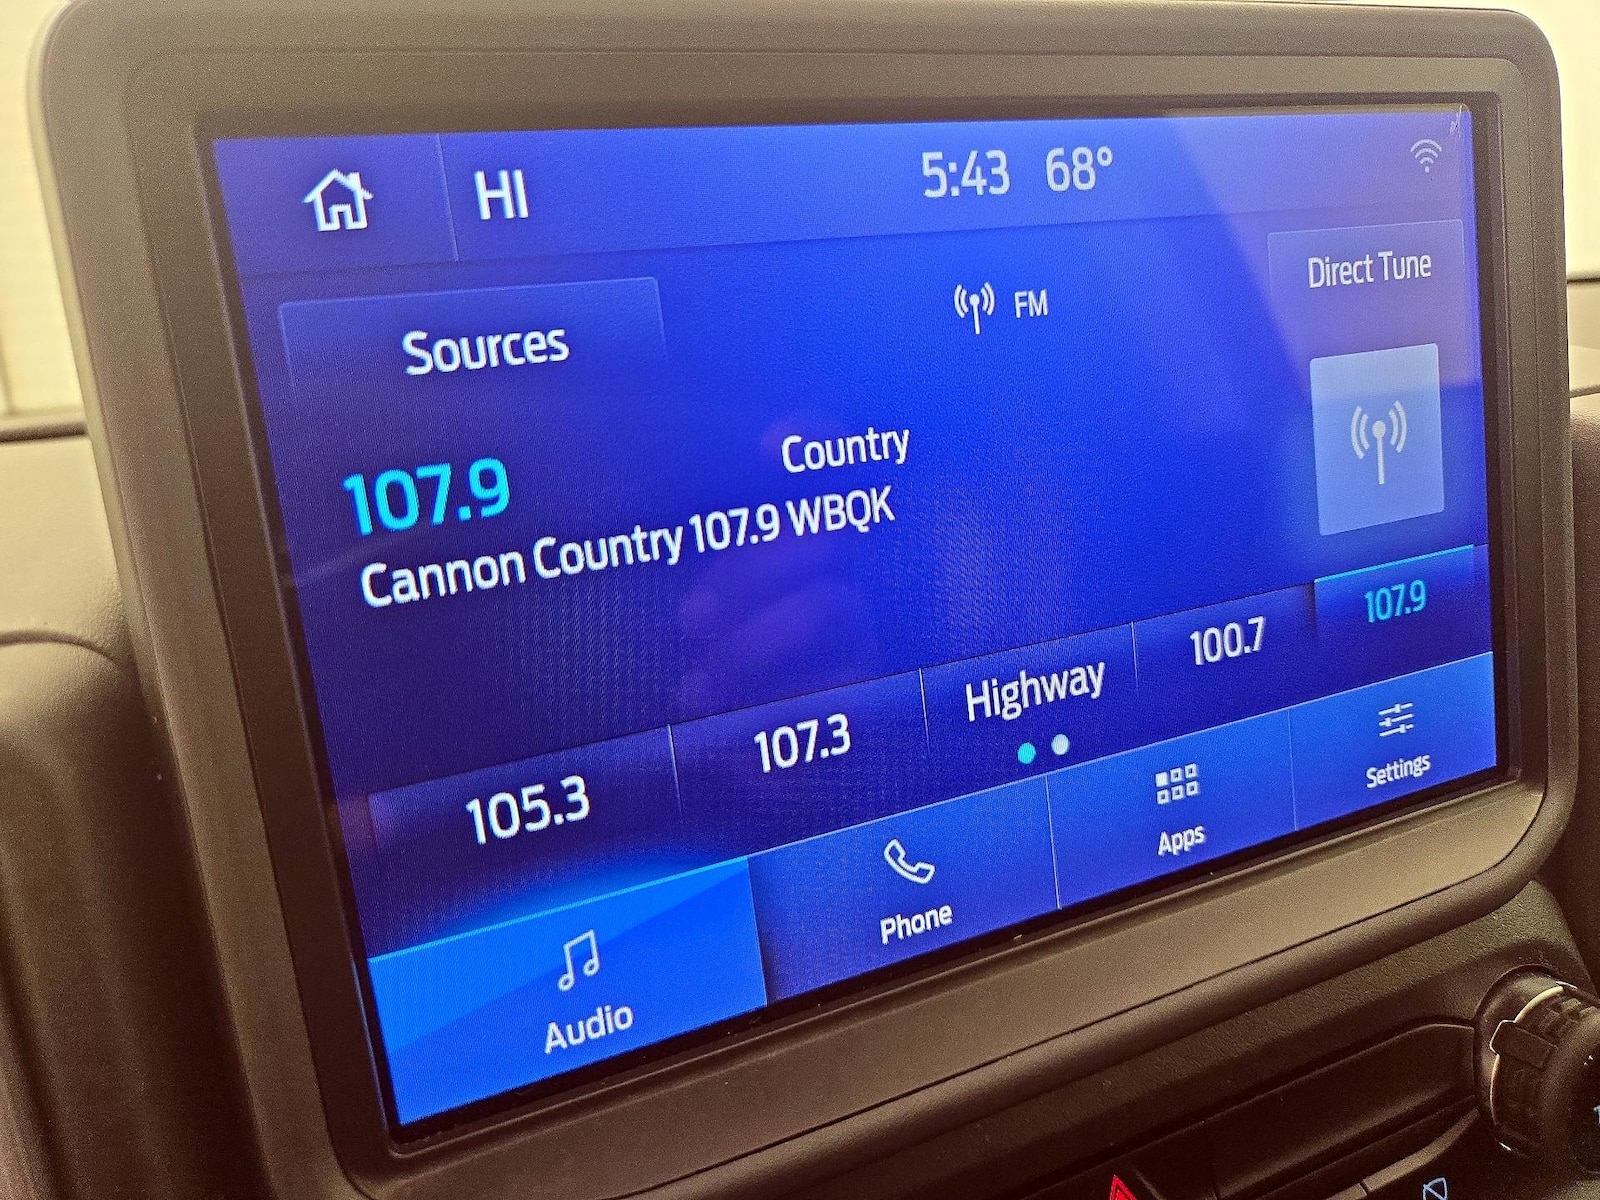 HI
5:43 68°
Sources
FM
Direct Tune
107.9
Country
Cannon Country 107.9 WBQK
105.3
107.3
Highway
100.7
107.9
Audio
Phone
Apps
Settings